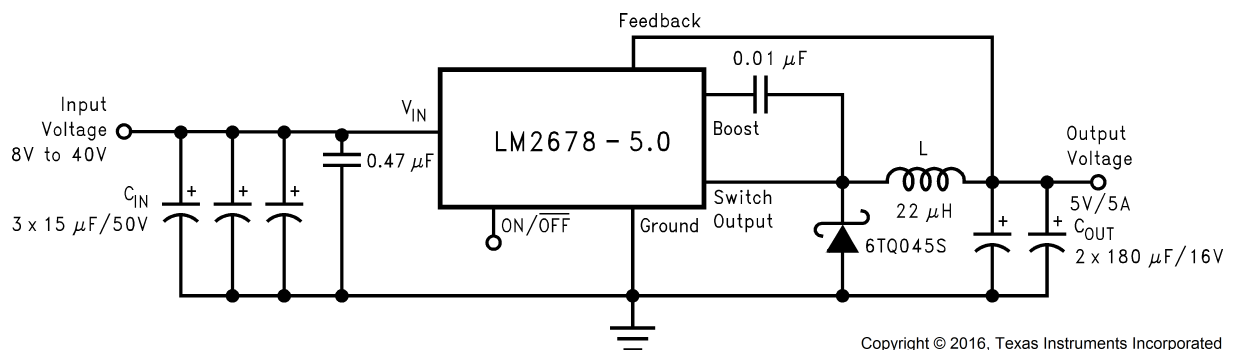 Feedback
0.01 μF
Input
Voltage
8V to 40V
V_IN
LM2678 – 5.0
Boost
0.47 μF
C_IN
3 x 15 μF/50V
ON/O̅F̅F̅
Ground
Switch
Output
L
22 μH
6TQ045S
Output
Voltage
5V/5A
C_OUT
2 x 180 μF/16V
+
+
+
+
+
Copyright © 2016, Texas Instruments Incorporated